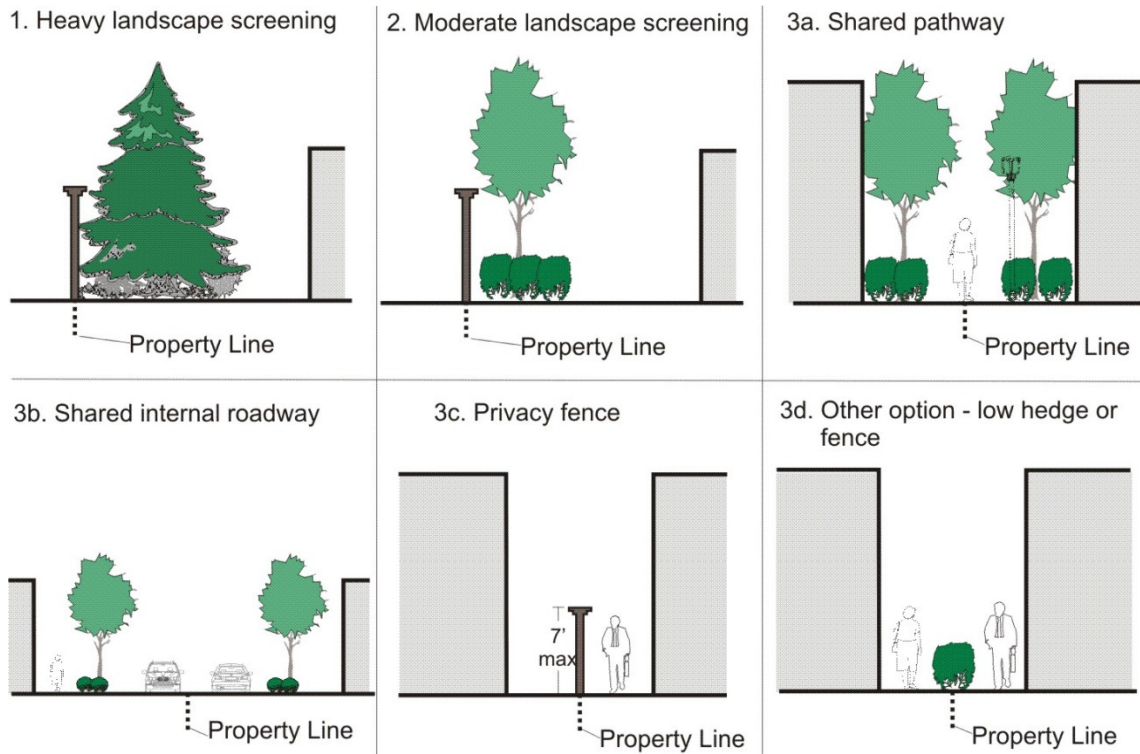 1. Heavy landscape screening
Property Line
2. Moderate landscape screening
Property Line
3a. Shared pathway
Property Line
3b. Shared internal roadway
Property Line
3c. Privacy fence
7'
max
Property Line
3d. Other option - low hedge or
fence
Property Line